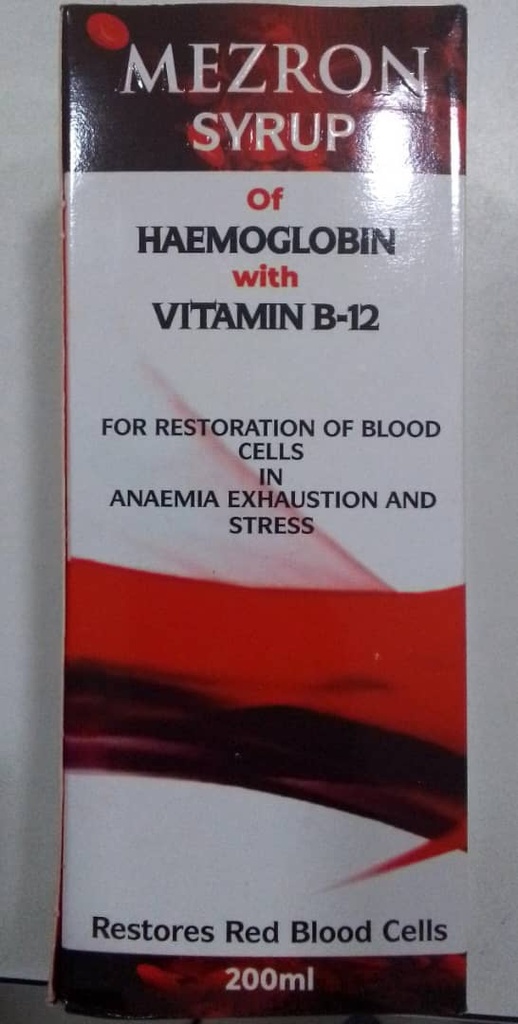 MEZRON
SYRUP
Of
HAEMOGLOBIN
with
VITAMIN B-12
FOR RESTORATION OF BLOOD
CELLS
IN
ANAEMIA EXHAUSTION AND
STRESS
Restores Red Blood Cells
200ml